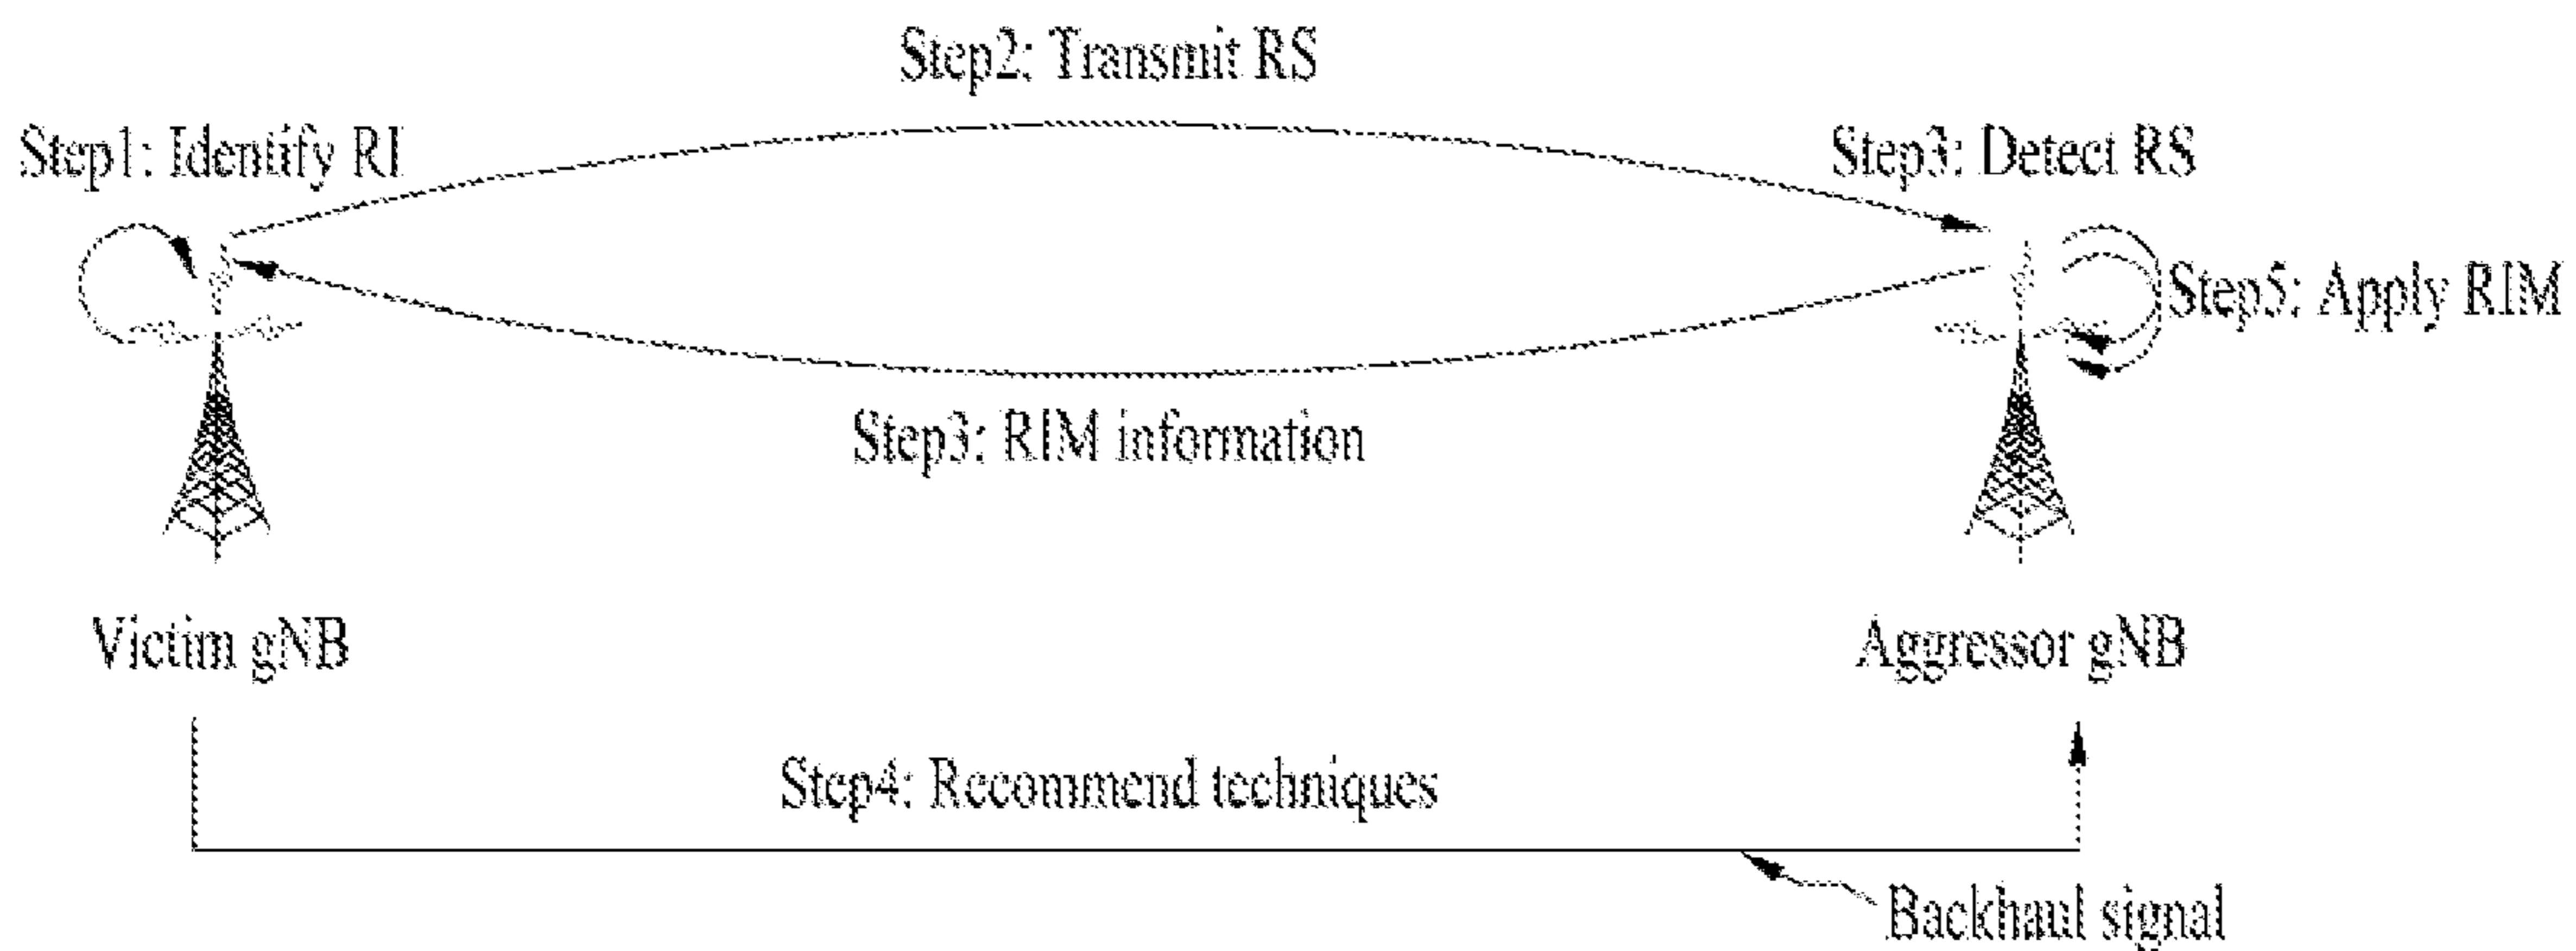 Step2: Transmit RS
Step1: Identify RI
Step3: Detect RS
Step5: Apply RIM
Step3: RIM information
Victim gNB
Aggressor gNB
Step4: Recommend techniques
Backhaul signal